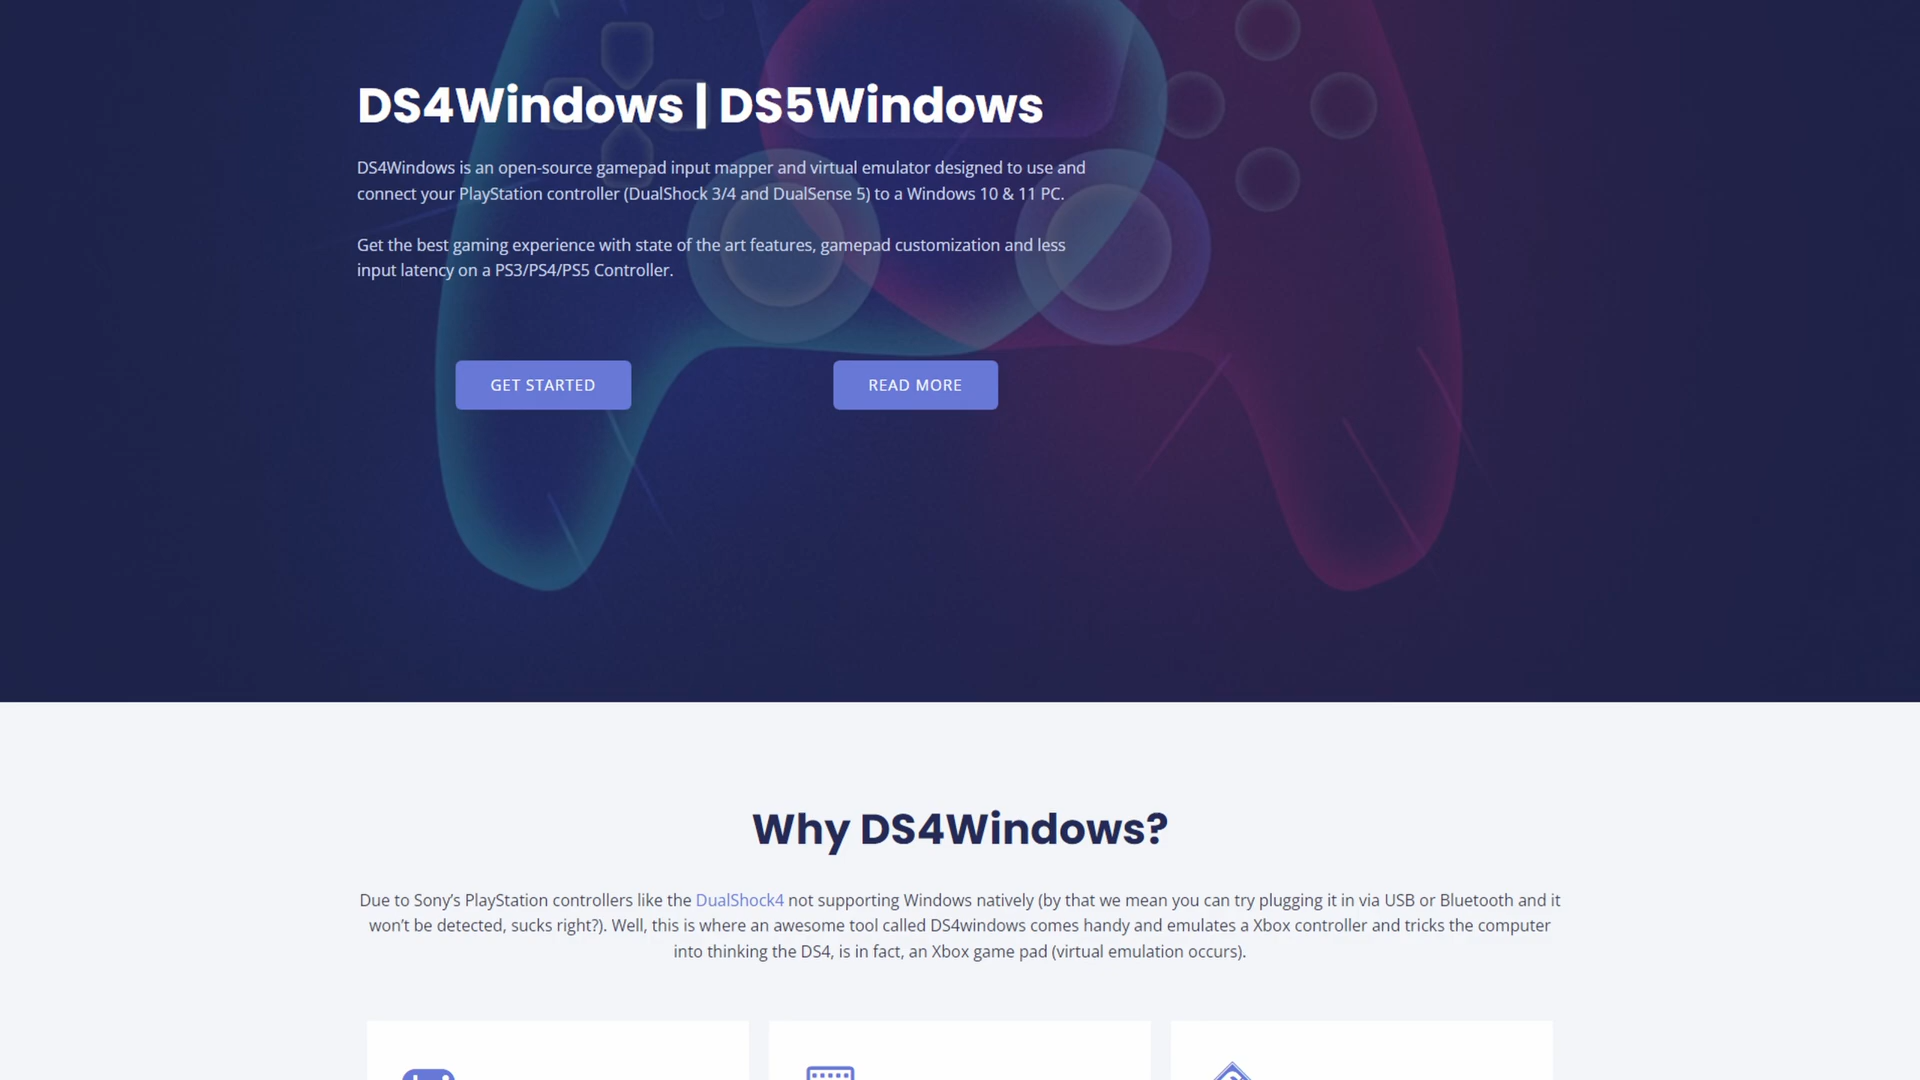 DS4Windows | DS5Windows
DS4Windows is an open-source gamepad input mapper and virtual emulator designed to use and
connect your PlayStation controller (DualShock 3/4 and DualSense 5) to a Windows 10 & 11 PC.
Get the best gaming experience with state of the art features, gamepad customization and less
input latency on a PS3/PS4/PS5 Controller.
GET STARTED
READ MORE
Why DS4Windows?
Due to Sony’s PlayStation controllers like the DualShock4 not supporting Windows natively (by that we mean you can try plugging it in via USB or Bluetooth and it
won’t be detected, sucks right?). Well, this is where an awesome tool called DS4windows comes handy and emulates a Xbox controller and tricks the computer
into thinking the DS4, is in fact, an Xbox game pad (virtual emulation occurs).